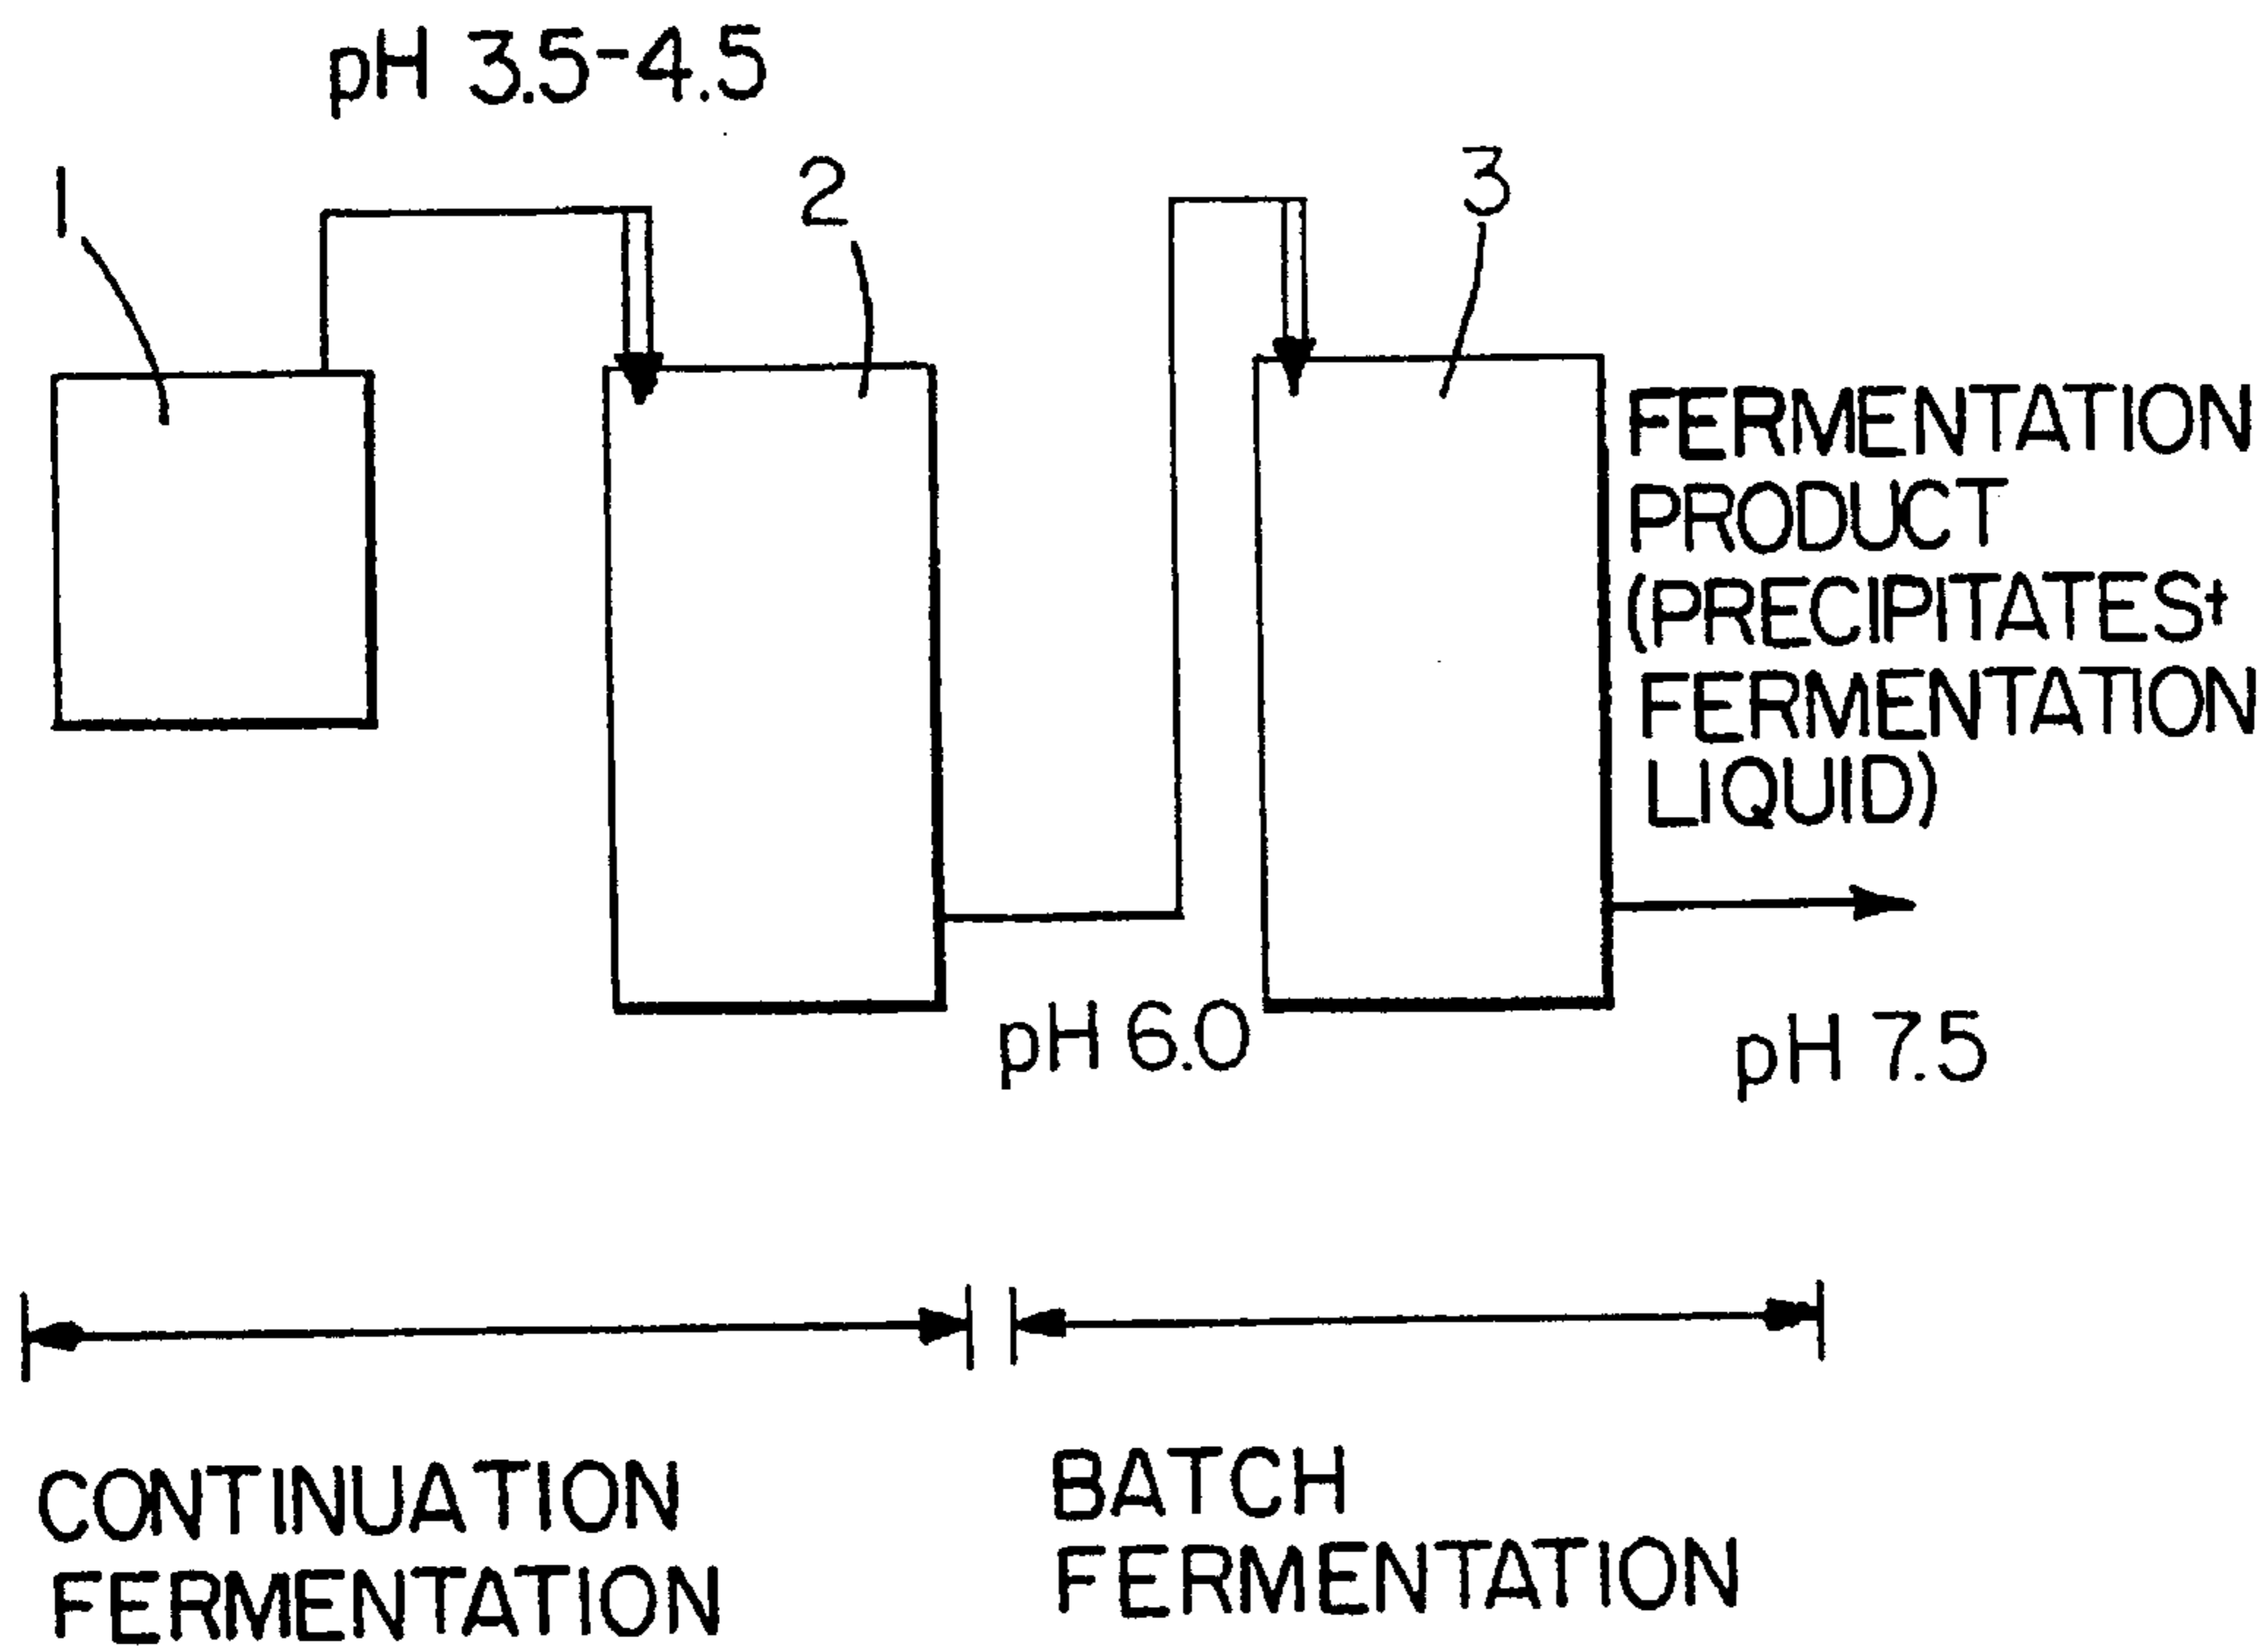 pH 3.5-4.5
1
2
3
FERMENTATION
PRODUCT
(PRECIPITATES+
FERMENTATION
LIQUID)
pH 6.0
pH 7.5
CONTINUATION
FERMENTATION
BATCH
FERMENTATION